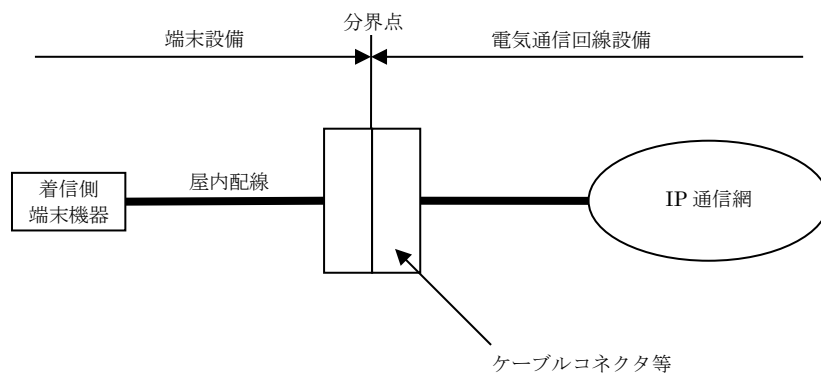 分界点
端末設備
電気通信回線設備
屋内配線
着信側
端末機器
IP 通信網
ケーブルコネクタ等